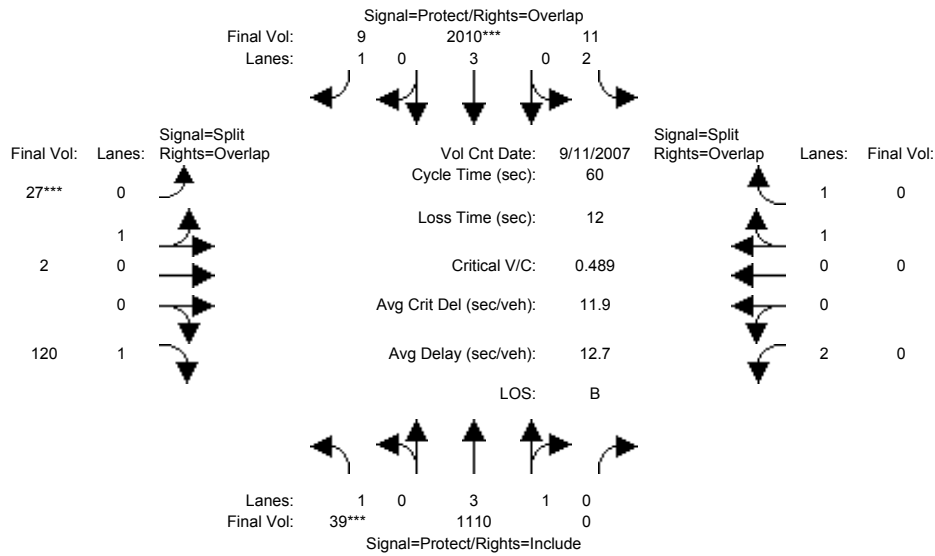 Signal=Protect/Rights=Overlap
Final Vol: 9 2010*** 11
Lanes: 1 0 3 0 2
Signal=Split Signal=Split
Final Vol: Lanes: Rights=Overlap Vol Cnt Date: 9/11/2007 Rights=Overlap Lanes: Final Vol:
Cycle Time (sec): 60
27*** 0 1 0
Loss Time (sec): 12
1 1
2 0 Critical V/C: 0.489 0 0
0 Avg Crit Del (sec/veh): 11.9 0
120 1 Avg Delay (sec/veh): 12.7 2 0
LOS: B
Lanes: 1 0 3 1 0
Final Vol: 39*** 1110 0
Signal=Protect/Rights=Include